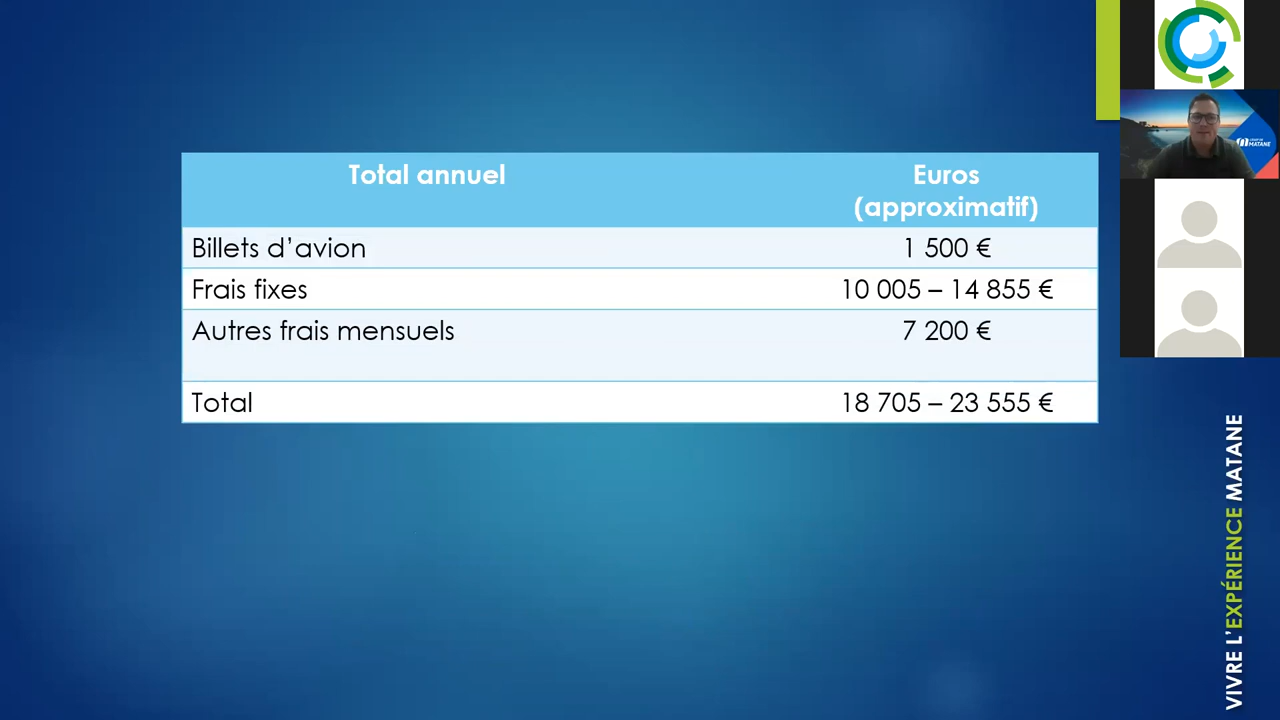 Total annuel
Euros
(approximatif)
Billets d’avion
1 500 €
Frais fixes
10 005 – 14 855 €
Autres frais mensuels
7 200 €
Total
18 705 – 23 555 €
MATANE
VIVRE L’EXPÉRIENCE MATANE